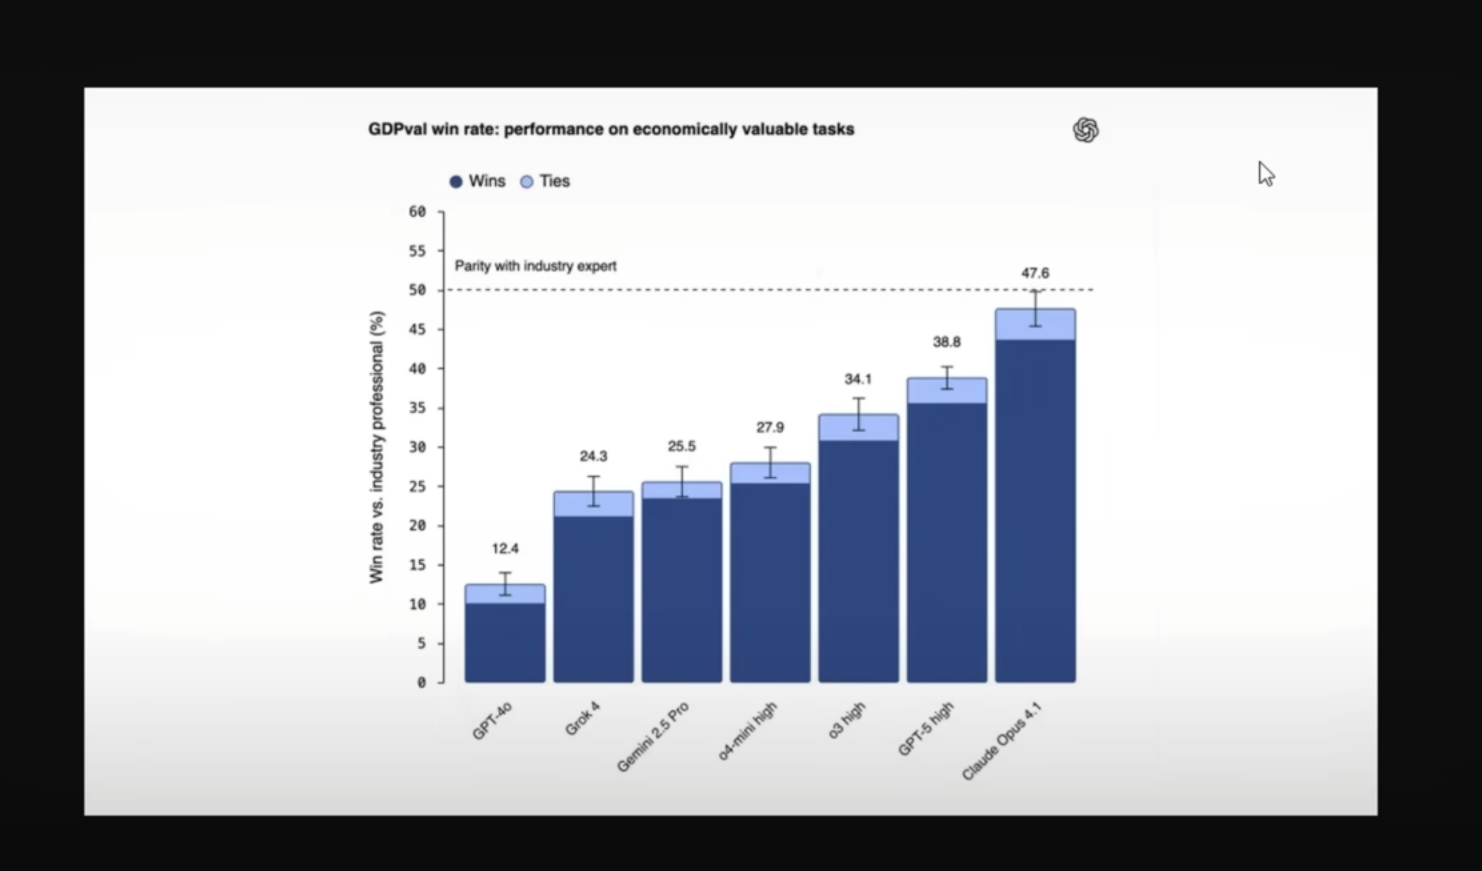 GDPval win rate: performance on economically valuable tasks
Wins Ties
60
55
Parity with industry expert
50
45
40
35
30
25
20
15
10
5
0
Win rate vs. industry professional (%)
12.4
24.3
25.5
27.9
34.1
38.8
47.6
GPT-4o
Grok 4
Gemini 2.5 Pro
o4-mini high
o3 high
GPT-5 high
Claude Opus 4.1